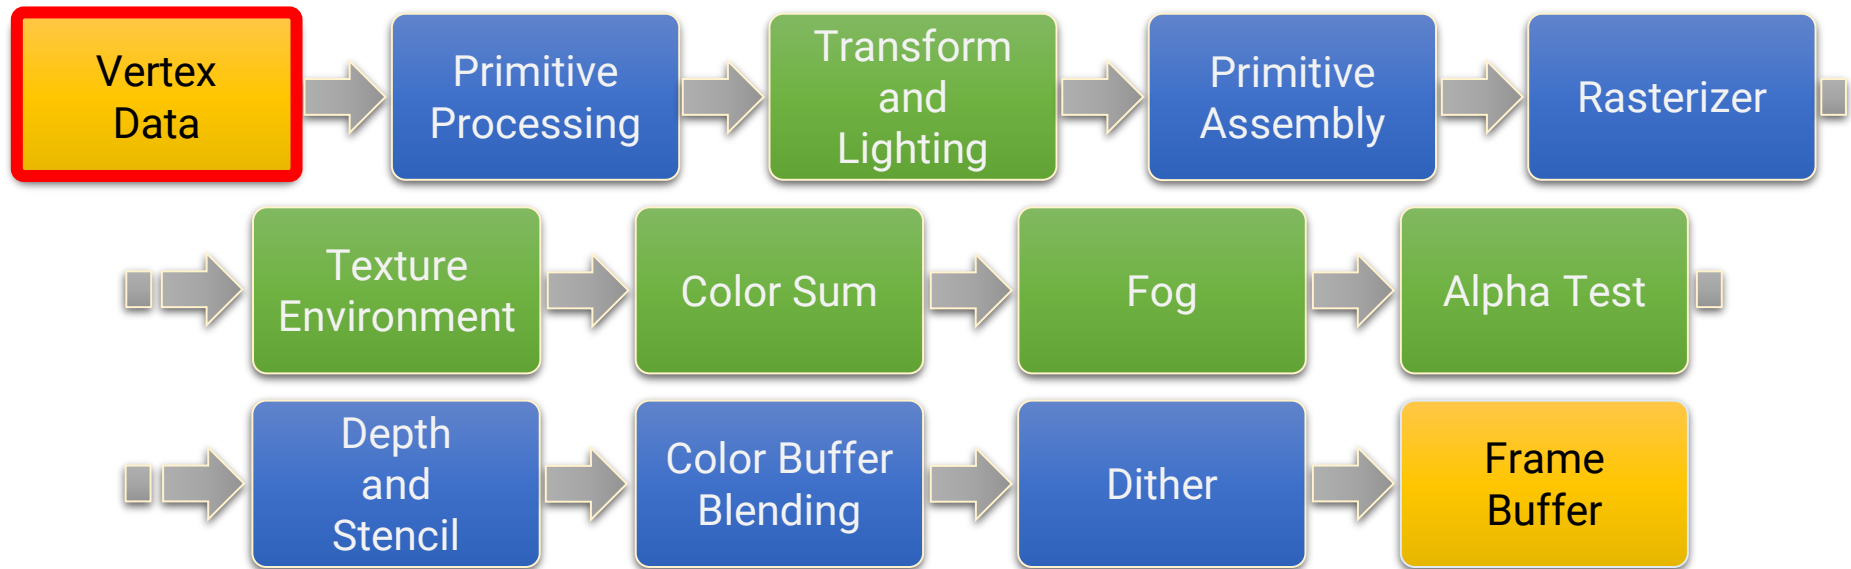 Vertex
Data
Primitive
Processing
Transform
and
Lighting
Primitive
Assembly
Rasterizer
Texture
Environment
Color Sum
Fog
Alpha Test
Depth
and
Stencil
Color Buffer
Blending
Dither
Frame
Buffer